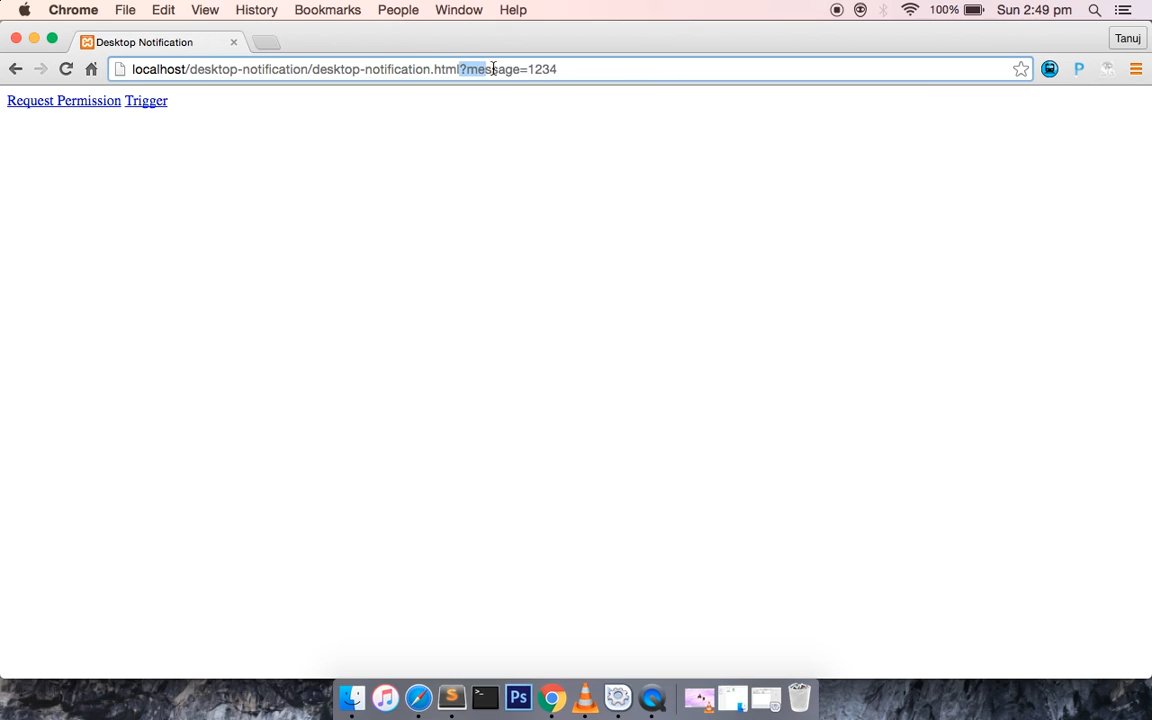 Chrome File Edit View History Bookmarks People Window Help 100% Sun 2:49 pm
Desktop Notification Tanuj
localhost/desktop-notification/desktop-notification.html?message=1234 P
Request Permission Trigger
S >_ Ps